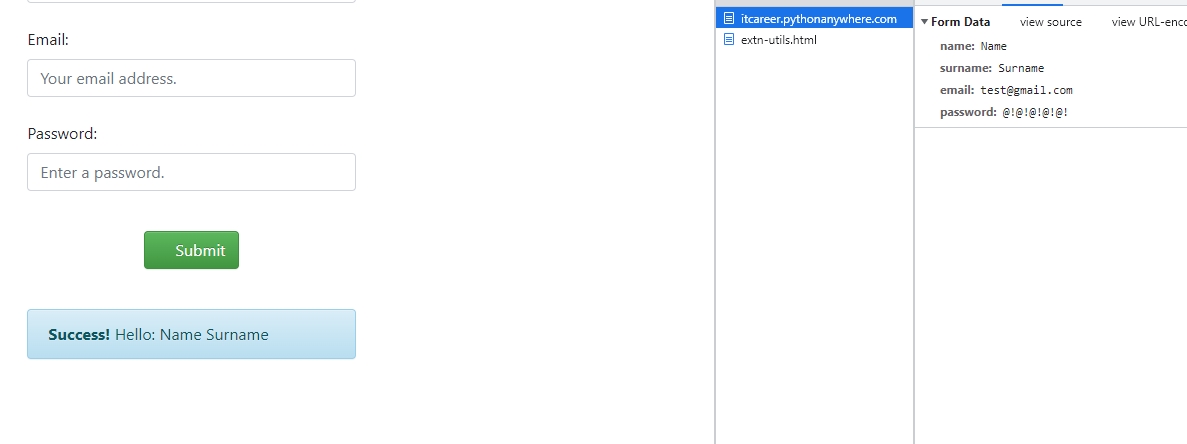 Email:
Your email address.
Password:
Enter a password.
Submit
Success! Hello: Name Surname
itcareer.pythonanywhere.com
extn-utils.html
Form Data view source view URL-enco
name: Name
surname: Surname
email: test@gmail.com
password: @!@!@!@!@!